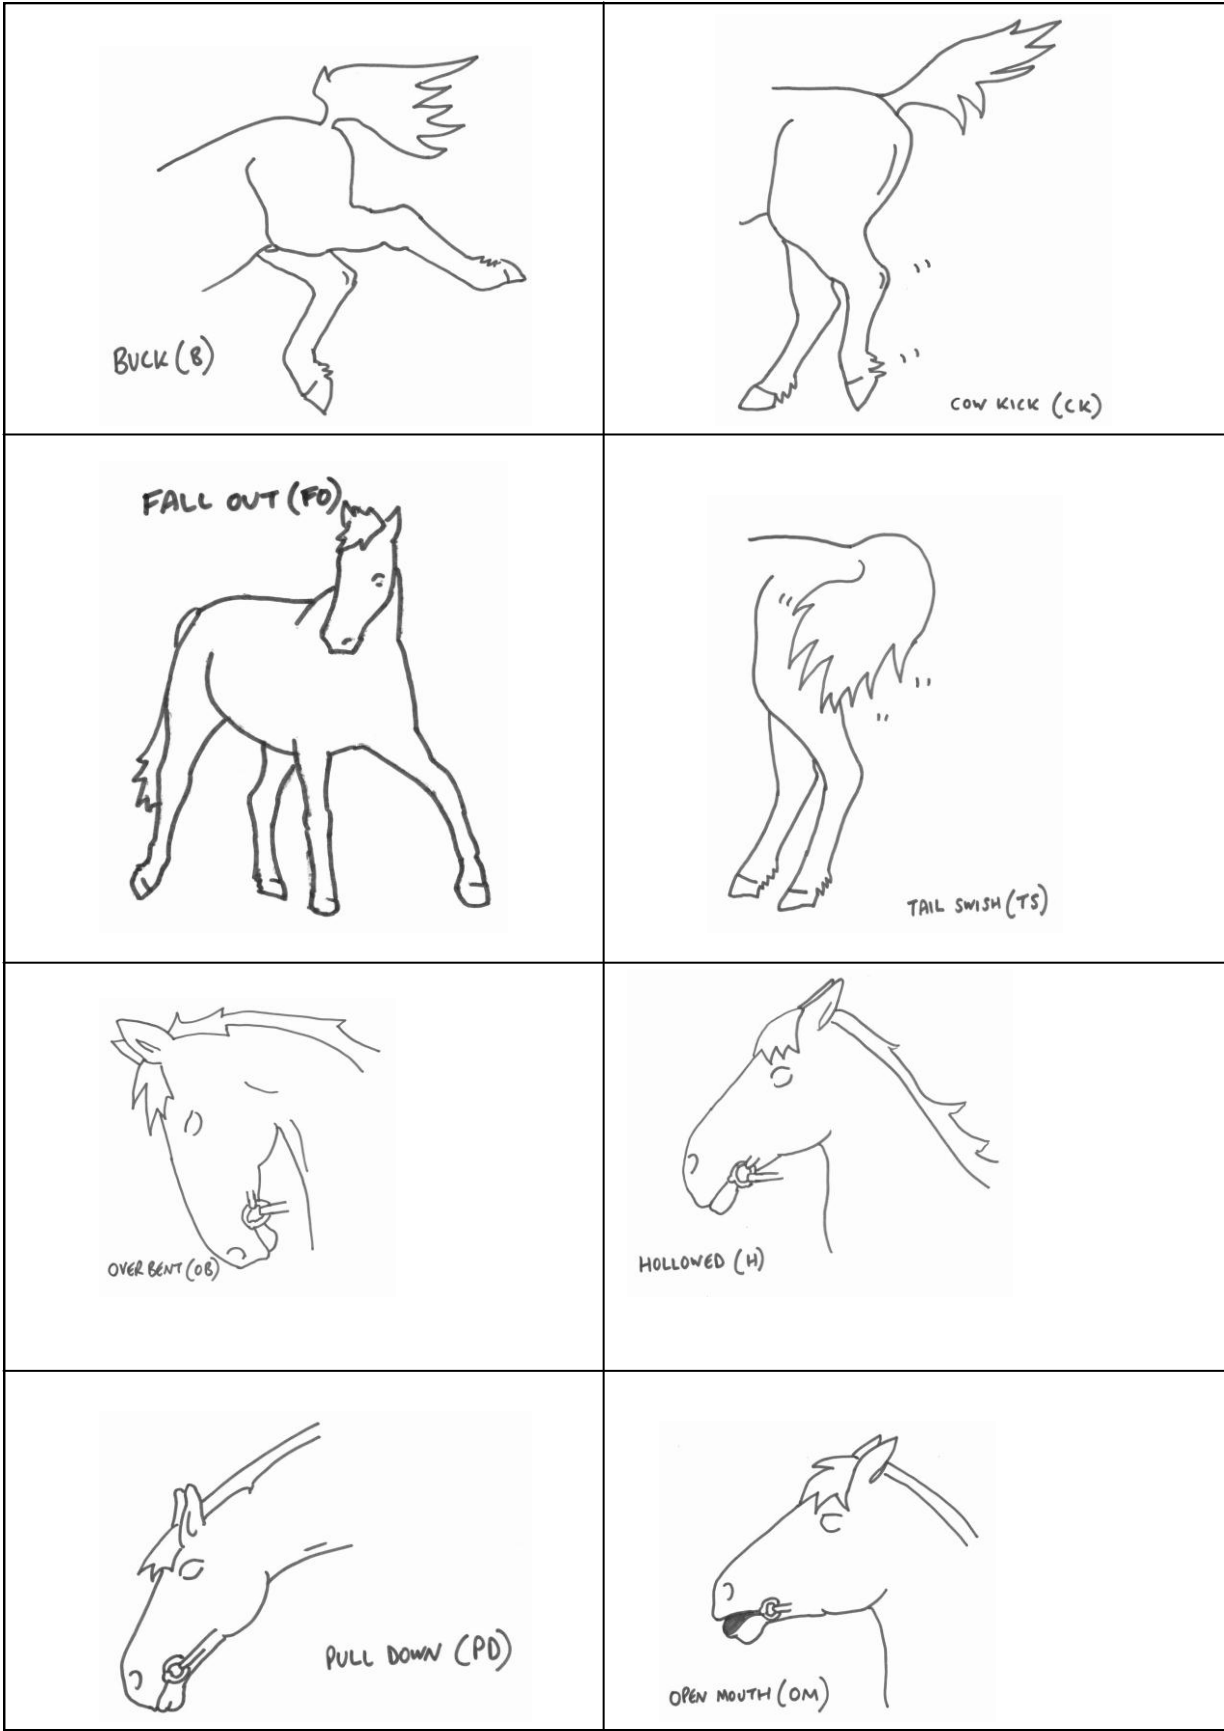 BUCK (B)
COW KICK (CK)
FALL OUT (FO)
TAIL SWISH (TS)
OVER BENT (OB)
HOLLOWED (H)
PULL DOWN (PD)
OPEN MOUTH (OM)